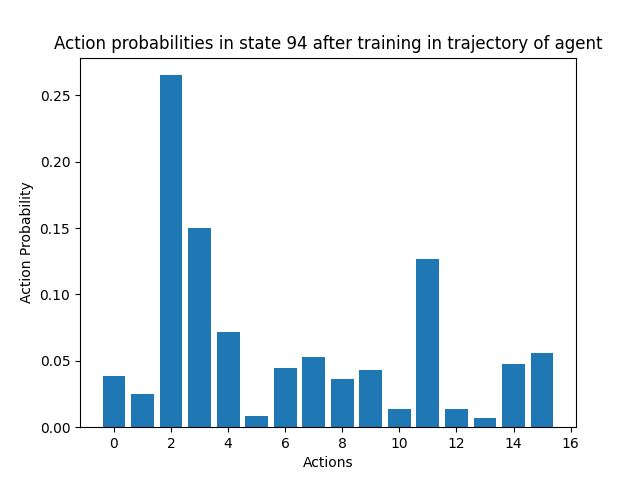 Action probabilities in state 94 after training in trajectory of agent
0.25
0.20
0.15
0.10
0.05
0.00
Action Probability
0 2 4 6 8 10 12 14 16
Actions